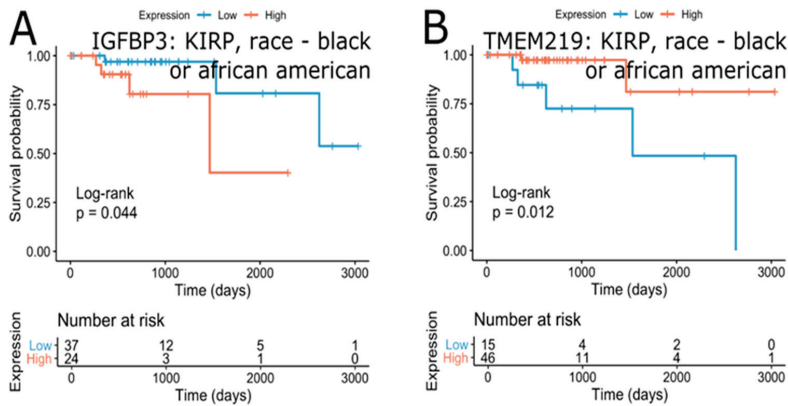 A
Expression Low High
IGFBP3: KIRP, race - black
or african american
Survival probability
1.00
0.75
0.50
0.25
0.00
Log-rank
p = 0.044
0 1000 2000 3000
Time (days)
Number at risk
Expression
Low 37 12 5 1
High 24 3 1 0
0 1000 2000 3000
Time (days)
B
Expression Low High
TMEM219: KIRP, race - black
or african american
Survival probability
1.00
0.75
0.50
0.25
0.00
Log-rank
p = 0.012
0 1000 2000 3000
Time (days)
Number at risk
Expression
Low 15 4 2 0
High 46 11 4 1
0 1000 2000 3000
Time (days)